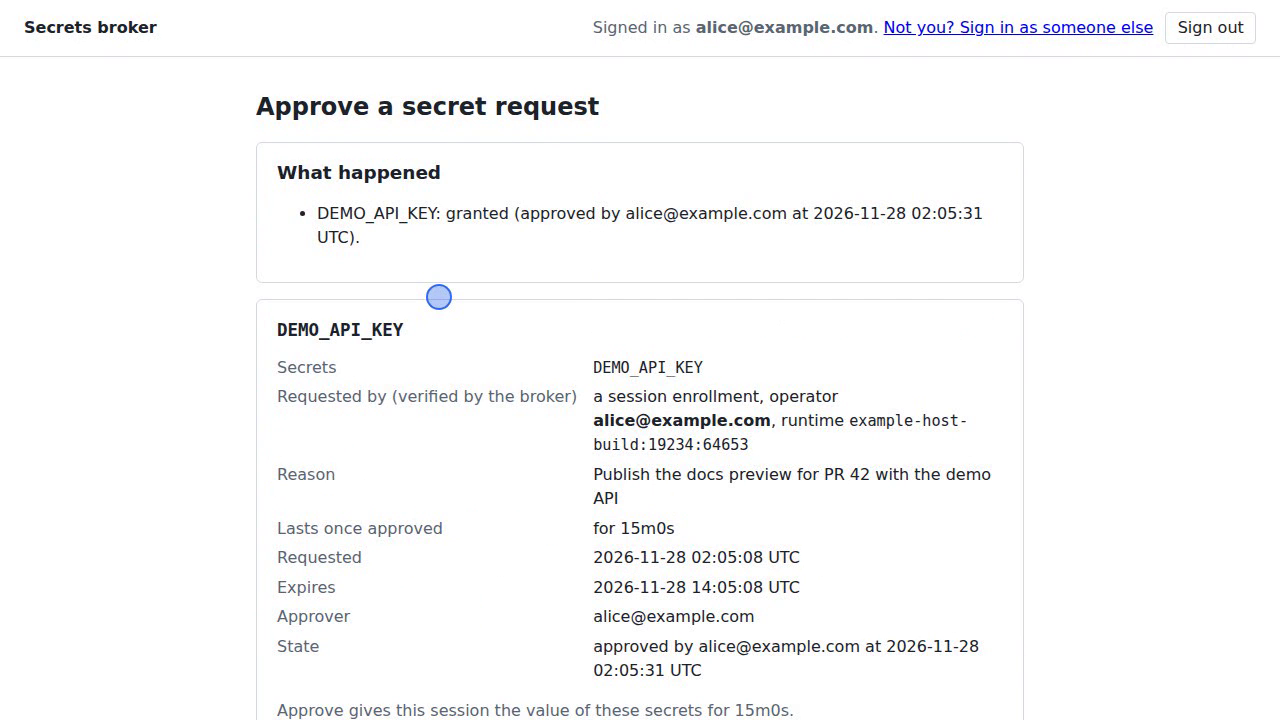 Secrets broker
Signed in as alice@example.com. Not you? Sign in as someone else
Sign out
Approve a secret request
What happened
• DEMO_API_KEY: granted (approved by alice@example.com at 2026-11-28 02:05:31
UTC).
DEMO_API_KEY
Secrets DEMO_API_KEY
Requested by (verified by the broker) a session enrollment, operator
alice@example.com, runtime example-host-
build:19234:64653
Reason Publish the docs preview for PR 42 with the demo
API
Lasts once approved for 15m0s
Requested 2026-11-28 02:05:08 UTC
Expires 2026-11-28 14:05:08 UTC
Approver alice@example.com
State approved by alice@example.com at 2026-11-28
02:05:31 UTC
Approve gives this session the value of these secrets for 15m0s.